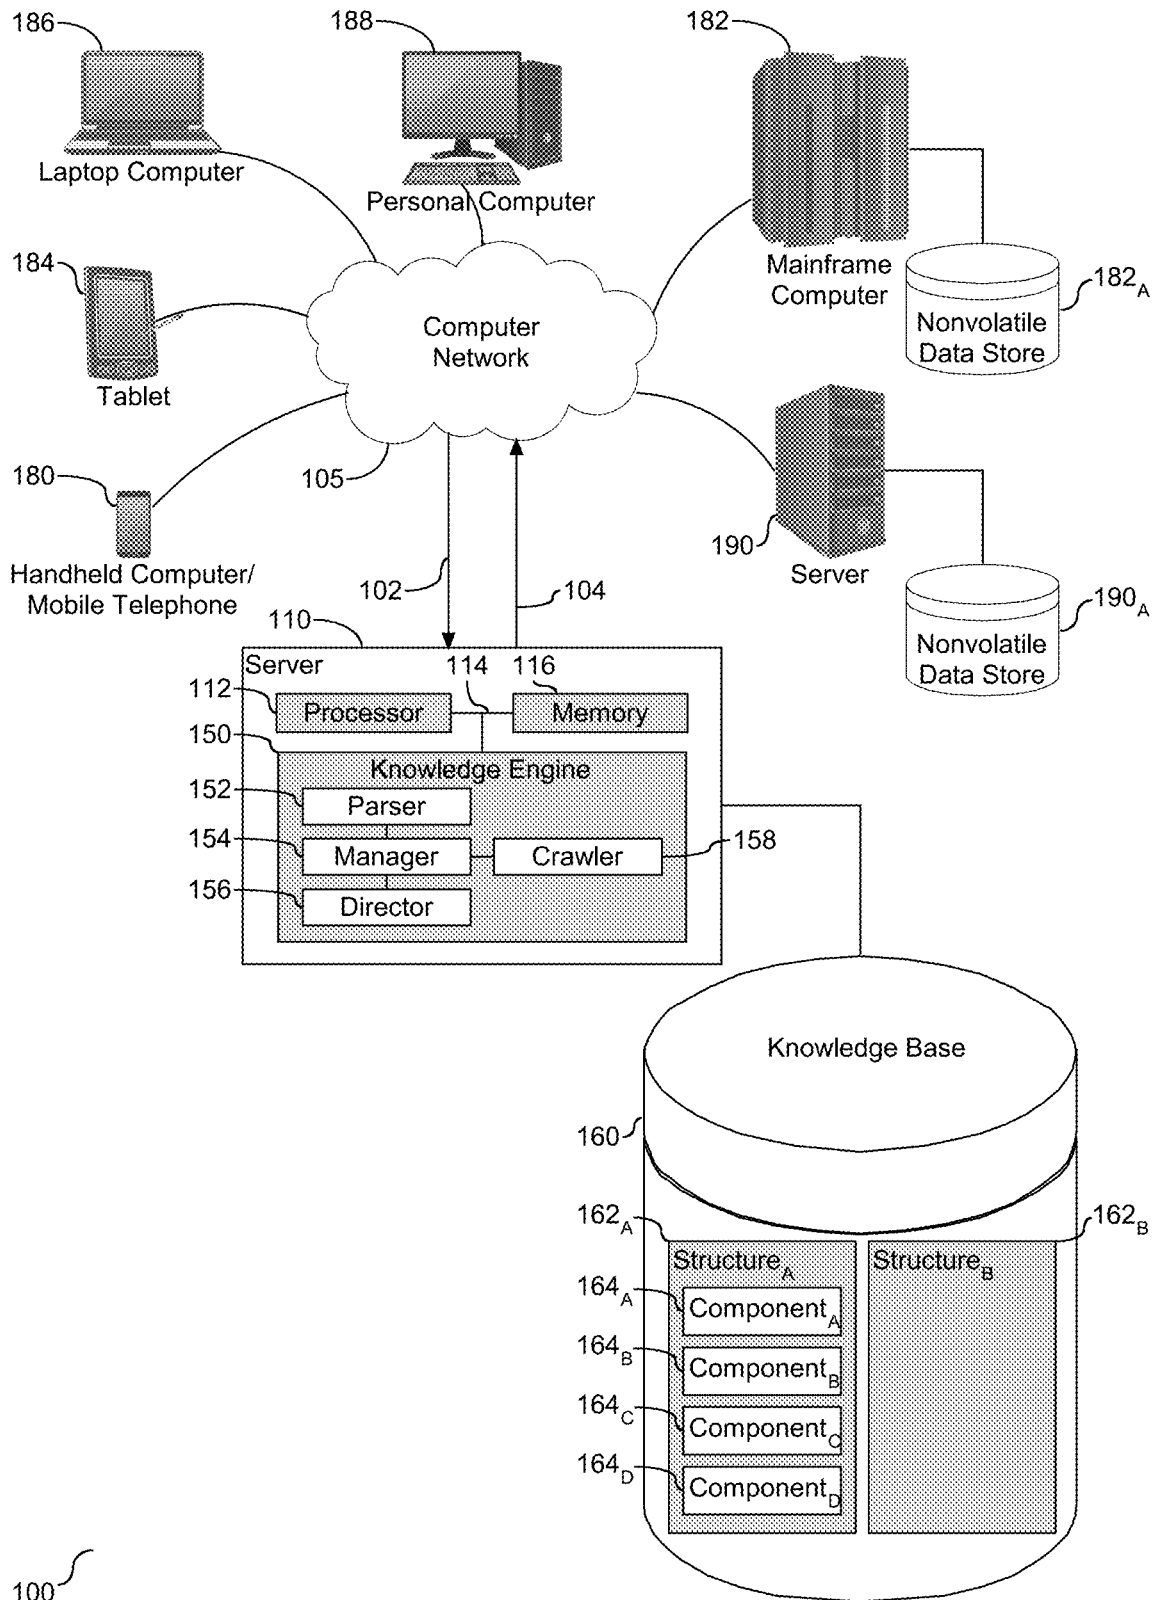 186
188
182
Laptop Computer
Personal Computer
184
Mainframe
Computer
182A
Computer
Network
Nonvolatile
Data Store
Tablet
180
105
190
Server
Handheld Computer/
Mobile Telephone
102
104
190A
Nonvolatile
Data Store
110
Server
114
116
112
Processor
Memory
150
Knowledge Engine
152
Parser
154
Manager
Crawler
158
156
Director
Knowledge Base
160
162A
162B
StructureA
StructureB
164A
ComponentA
164B
ComponentB
164C
ComponentC
164D
ComponentD
100